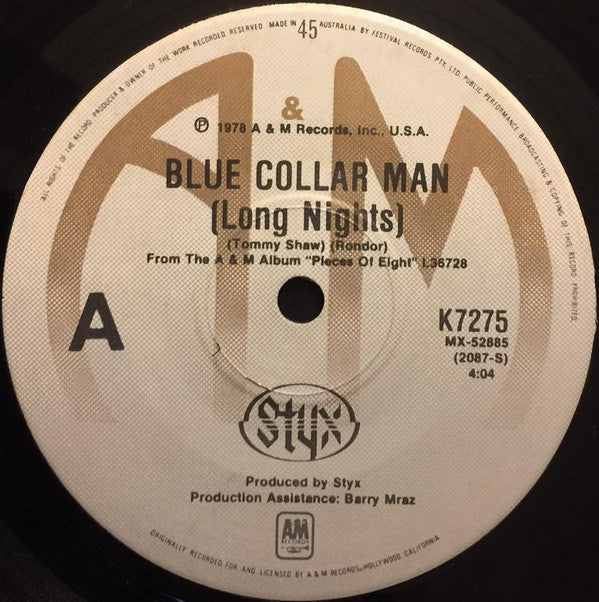 ALL RIGHTS OF THE RECORD PRODUCER & OWNER OF THE WORK RECORDED RESERVED MADE IN 45 AUSTRALIA BY FESTIVAL RECORDS PTY. LTD. PUBLIC PERFORMANCE, BROADCASTING & COPYING OF THIS RECORD PROHIBITED
A&M
℗ 1978 A & M Records, Inc., U.S.A.
BLUE COLLAR MAN
(Long Nights)
(Tommy Shaw) (Rondor)
From The A & M Album "Pieces Of Eight" L36728
A
K7275
MX-52885
(2087-S)
4:04
Styx
Produced by Styx
Production Assistance: Barry Mraz
AM
RECORDS
ORIGINALLY RECORDED FOR AND LICENSED BY A & M RECORDS, HOLLYWOOD CALIFORNIA